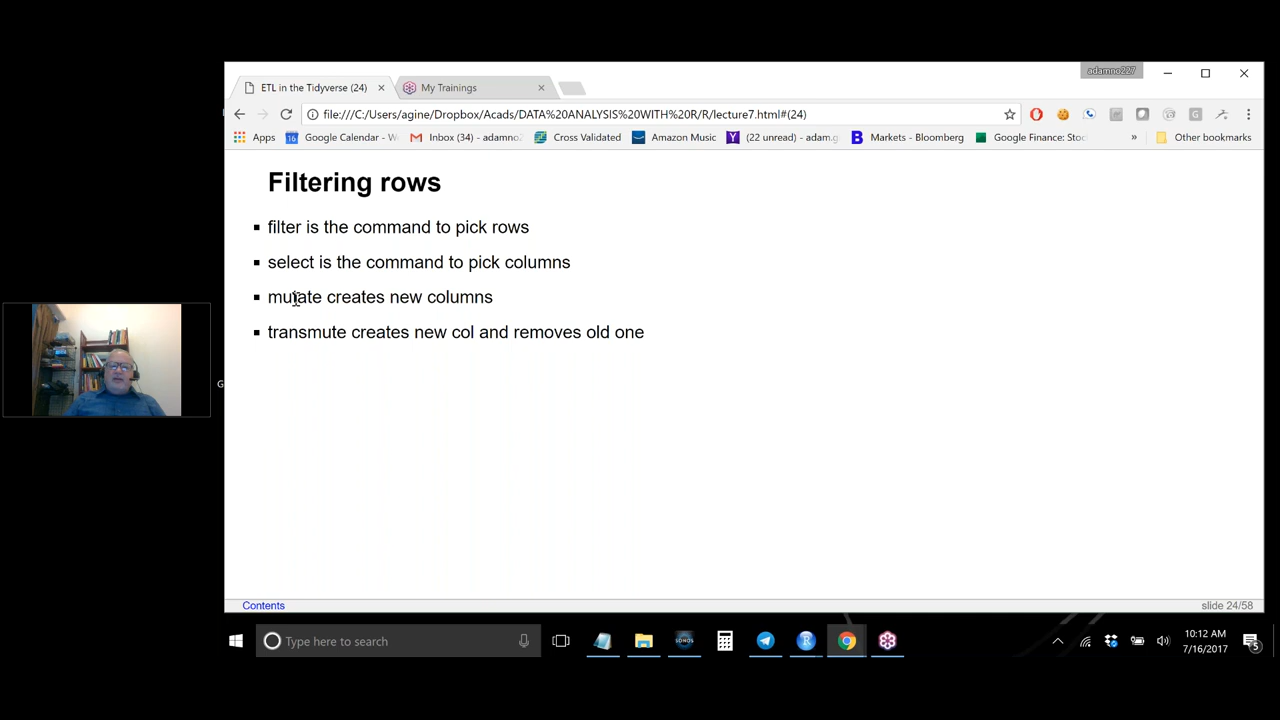 adamno227
ETL in the Tidyverse (24)
My Trainings
file:///C:/Users/agine/Dropbox/Acads/DATA%20ANALYSIS%20WITH%20R/R/lecture7.html#(24)
Apps Google Calendar - W Inbox (34) - adamno Cross Validated Amazon Music (22 unread) - adam.g Markets - Bloomberg Google Finance: Stoc » Other bookmarks
Filtering rows
filter is the command to pick rows
select is the command to pick columns
mutate creates new columns
transmute creates new col and removes old one
G
Contents
slide 24/58
Type here to search
SONOS
10:12 AM
7/16/2017
5